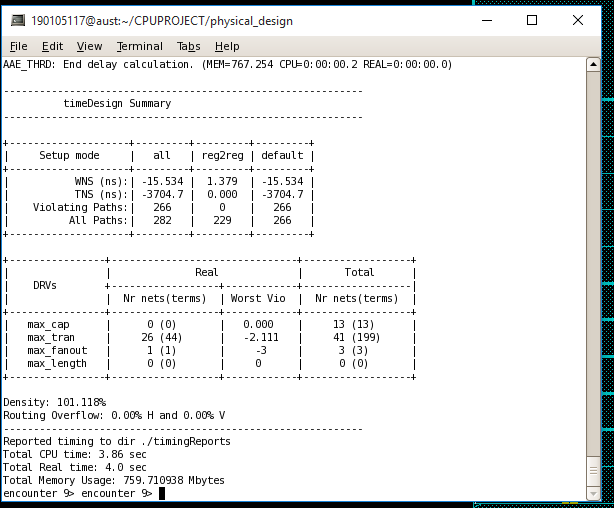 190105117@aust:~/CPUPROJECT/physical_design
File Edit View Terminal Tabs Help
AAE_THRD: End delay calculation. (MEM=767.254 CPU=0:00:00.2 REAL=0:00:00.0)
------------------------------------------------------------
         timeDesign Summary
------------------------------------------------------------
+--------------------+---------+---------+---------+
|     Setup mode     |   all   | reg2reg | default |
+--------------------+---------+---------+---------+
|           WNS (ns):| -15.534 |  1.379  | -15.534 |
|           TNS (ns):| -3704.7 |  0.000  | -3704.7 |
|    Violating Paths:|   266   |    0    |   266   |
|          All Paths:|   282   |   229   |   266   |
+--------------------+---------+---------+---------+
+----------------+-------------------------------+------------------+
|                |              Real             |       Total      |
|    DRVs        +------------------+------------+------------------|
|                |  Nr nets(terms)  | Worst Vio  |  Nr nets(terms)  |
+----------------+------------------+------------+------------------+
|   max_cap      |      0 (0)       |   0.000    |     13 (13)      |
|   max_tran     |     26 (44)      |   -2.111   |     41 (199)     |
|   max_fanout   |      1 (1)       |     -3     |      3 (3)       |
|   max_length   |      0 (0)       |     0      |      0 (0)       |
+----------------+------------------+------------+------------------+
Density: 101.118%
Routing Overflow: 0.00% H and 0.00% V
------------------------------------------------------------
Reported timing to dir ./timingReports
Total CPU time: 3.86 sec
Total Real time: 4.0 sec
Total Memory Usage: 759.710938 Mbytes
encounter 9> encounter 9>